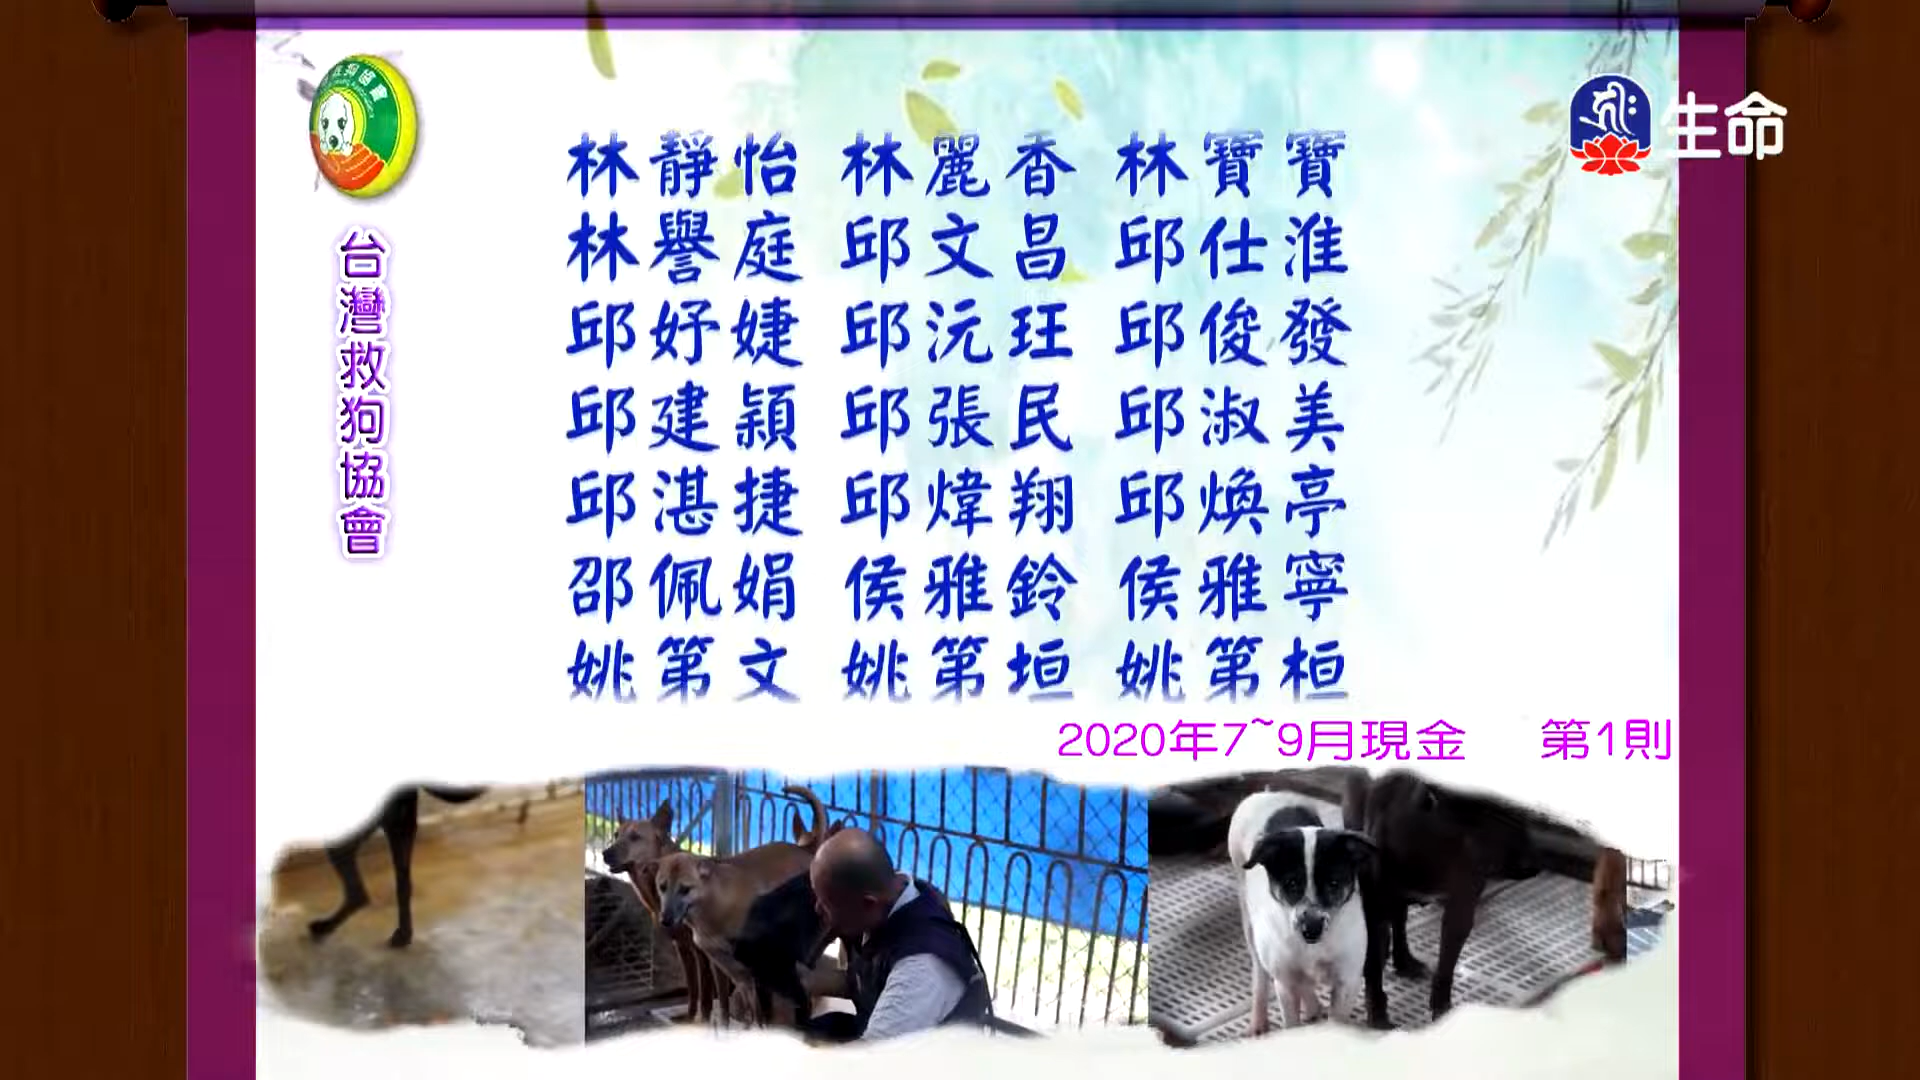 生命
台灣救狗協會
林靜怡 林麗香 林寶寶
林譽庭 邱文昌 邱仕淮
邱妤婕 邱沅玨 邱俊發
邱建穎 邱張民 邱淑美
邱湛捷 邱煒翔 邱煥亭
邵佩娟 侯雅鈴 侯雅寧
姚第文 姚第垣 姚第桓
2020年7~9月現金 第1則